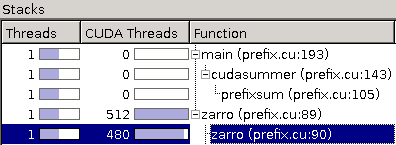 Stacks
Threads CUDA Threads Function
1 0 main (prefix.cu:193)
1 0 cudasummer (prefix.cu:143)
1 0 prefixsum (prefix.cu:105)
1 512 zarro (prefix.cu:89)
1 480 zarro (prefix.cu:90)